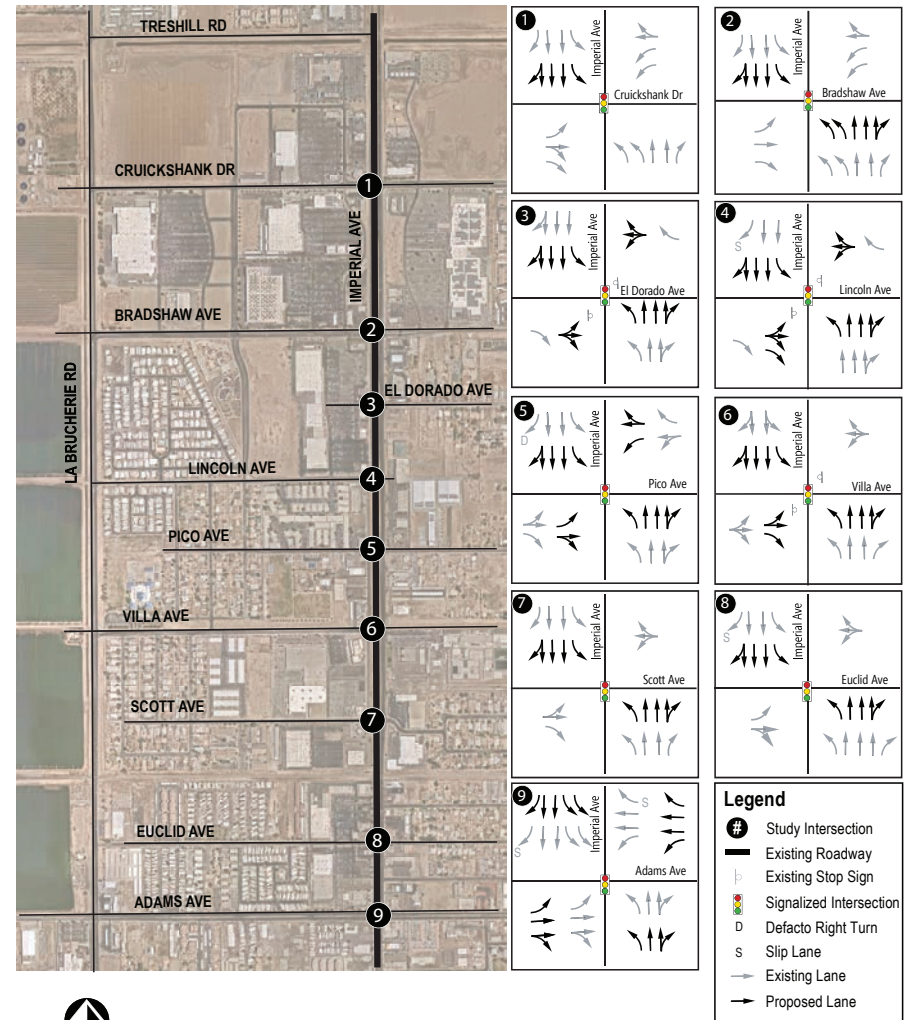 TRESHILL RD
CRUICKSHANK DR
1
IMPERIAL AVE
BRADSHAW AVE
2
LA BRUCHERIE RD
3
EL DORADO AVE
LINCOLN AVE
4
PICO AVE
5
VILLA AVE
6
SCOTT AVE
7
EUCLID AVE
8
ADAMS AVE
9
1
Imperial Ave
Cruickshank Dr
2
Imperial Ave
Bradshaw Ave
3
Imperial Ave
El Dorado Ave
4
S
Imperial Ave
Lincoln Ave
5
D
Imperial Ave
Pico Ave
6
Imperial Ave
Villa Ave
7
Imperial Ave
Scott Ave
8
S
Imperial Ave
Euclid Ave
9
S
Imperial Ave
S
Adams Ave
Legend
# Study Intersection
Existing Roadway
Existing Stop Sign
Signalized Intersection
D Defacto Right Turn
S Slip Lane
Existing Lane
Proposed Lane